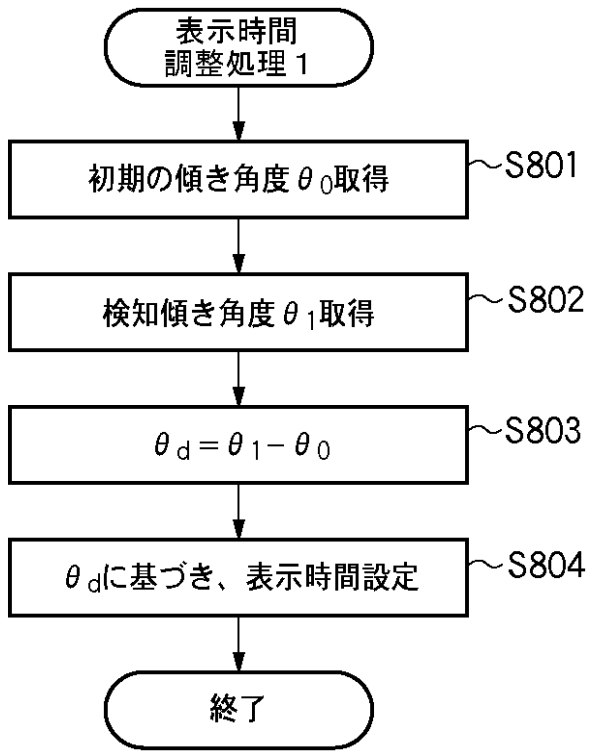 表示時間
調整処理1
初期の傾き角度θ0取得
S801
検知傾き角度θ1取得
S802
θd=θ1-θ0
S803
θdに基づき、表示時間設定
S804
終了